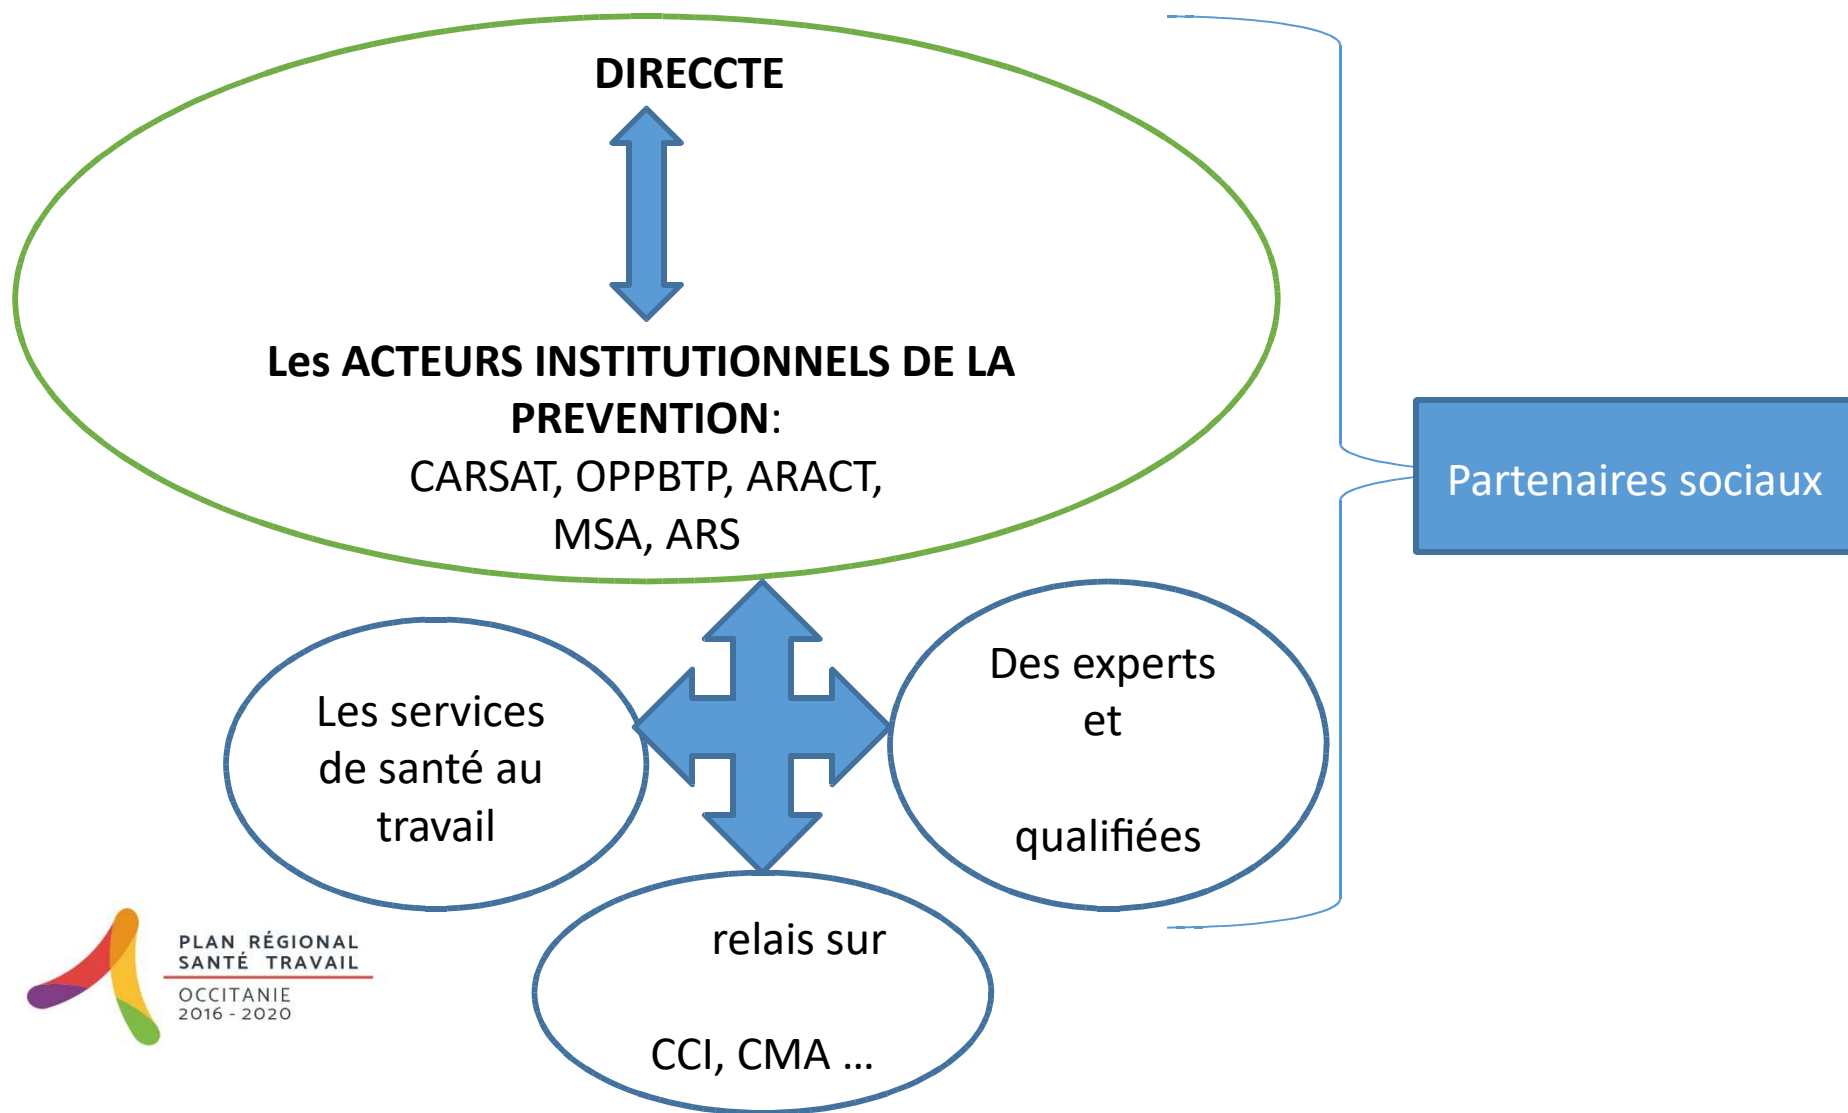 DIRECCTE
Les ACTEURS INSTITUTIONNELS DE LA
PREVENTION:
CARSAT, OPPBTP, ARACT,
MSA, ARS
Partenaires sociaux
Les services
de santé au
travail
Des experts
et
qualifiées
relais sur
CCI, CMA ...
PLAN RÉGIONAL
SANTÉ TRAVAIL
OCCITANIE
2016 - 2020